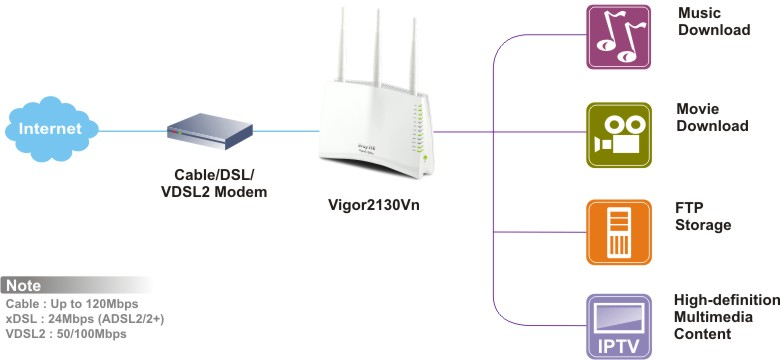 Internet
Cable/DSL/
VDSL2 Modem
Vigor2130Vn
Music
Download
Movie
Download
FTP
Storage
IPTV
High-definition
Multimedia
Content
Note
Cable : Up to 120Mbps
xDSL : 24Mbps (ADSL2/2+)
VDSL2 : 50/100Mbps